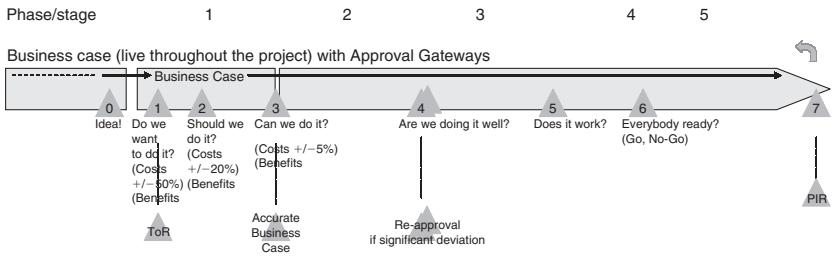 Phase/stage 1 2 3 4 5
Business case (live throughout the project) with Approval Gateways
Business Case
0 1 2 3 4 5 6 7
Idea!
Do we
want
to do it?
(Costs
+/−50%)
(Benefits
Should we
do it?
(Costs
+/−20%)
(Benefits
Can we do it?
(Costs +/−5%)
(Benefits
Are we doing it well?
Does it work?
Everybody ready?
(Go, No-Go)
ToR
Accurate
Business
Case
Re-approval
if significant deviation
PIR